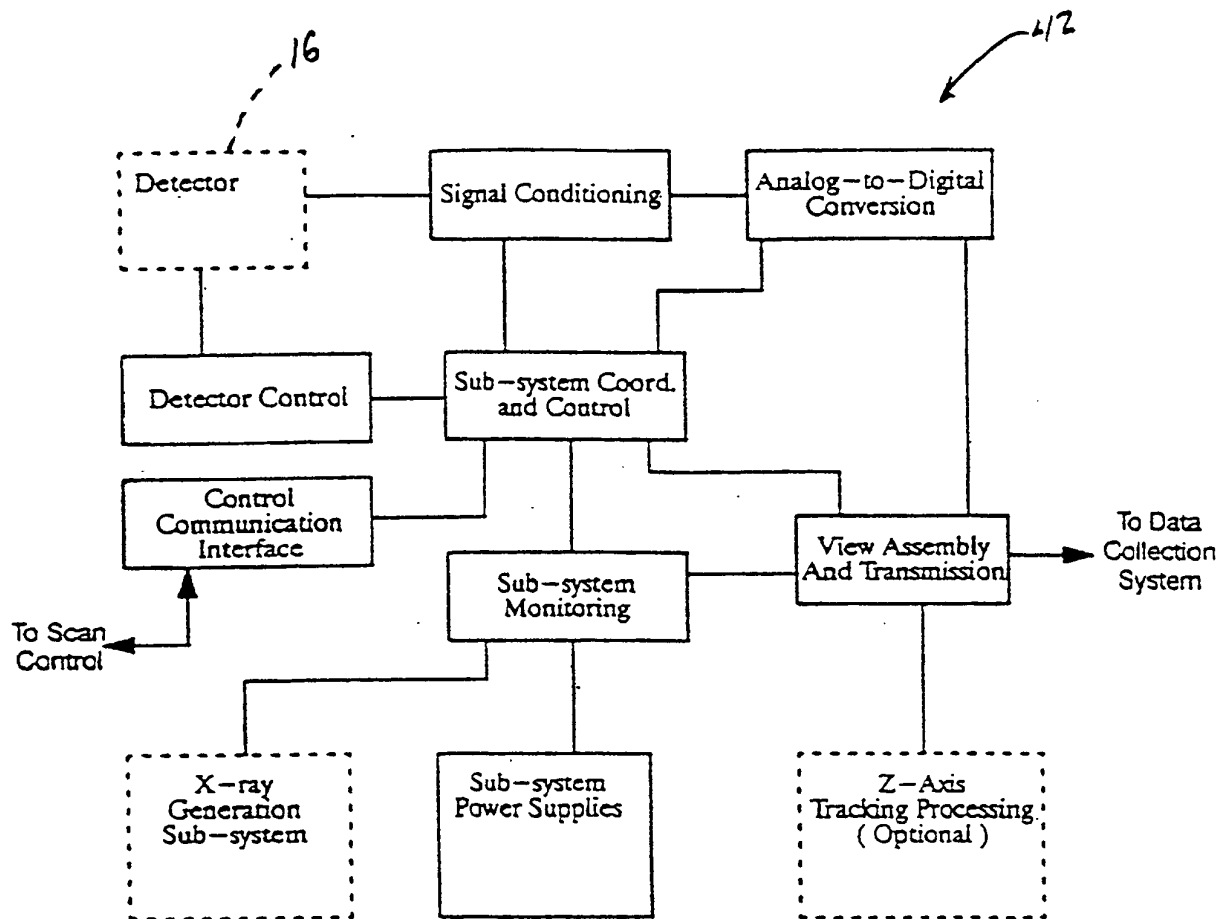 16
42
Detector
Signal Conditioning
Analog-to-Digital
Conversion
Detector Control
Sub-system Coord.
and Control
Control
Communication
Interface
Sub-system
Monitoring
View Assembly
And Transmission
To Data
Collection
System
To Scan
Control
X-ray
Generation
Sub-system
Sub-system
Power Supplies
Z-Axis
Tracking Processing
( Optional )